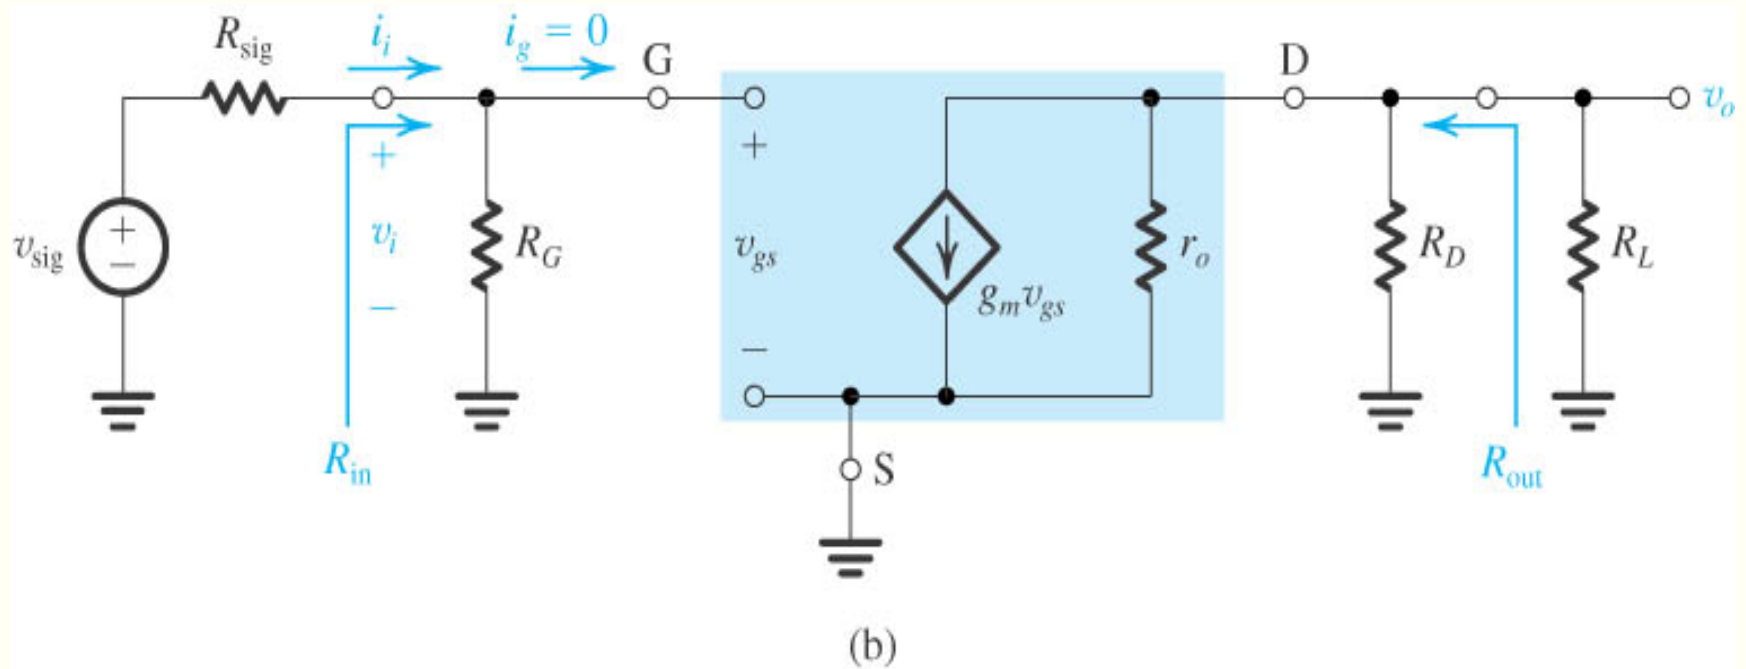 R_sig
i_i
i_g = 0
G
D
v_o
+
+
v_sig
+
−
v_i
R_G
v_gs
g_m v_gs
r_o
R_D
R_L
−
−
R_in
S
R_out
(b)